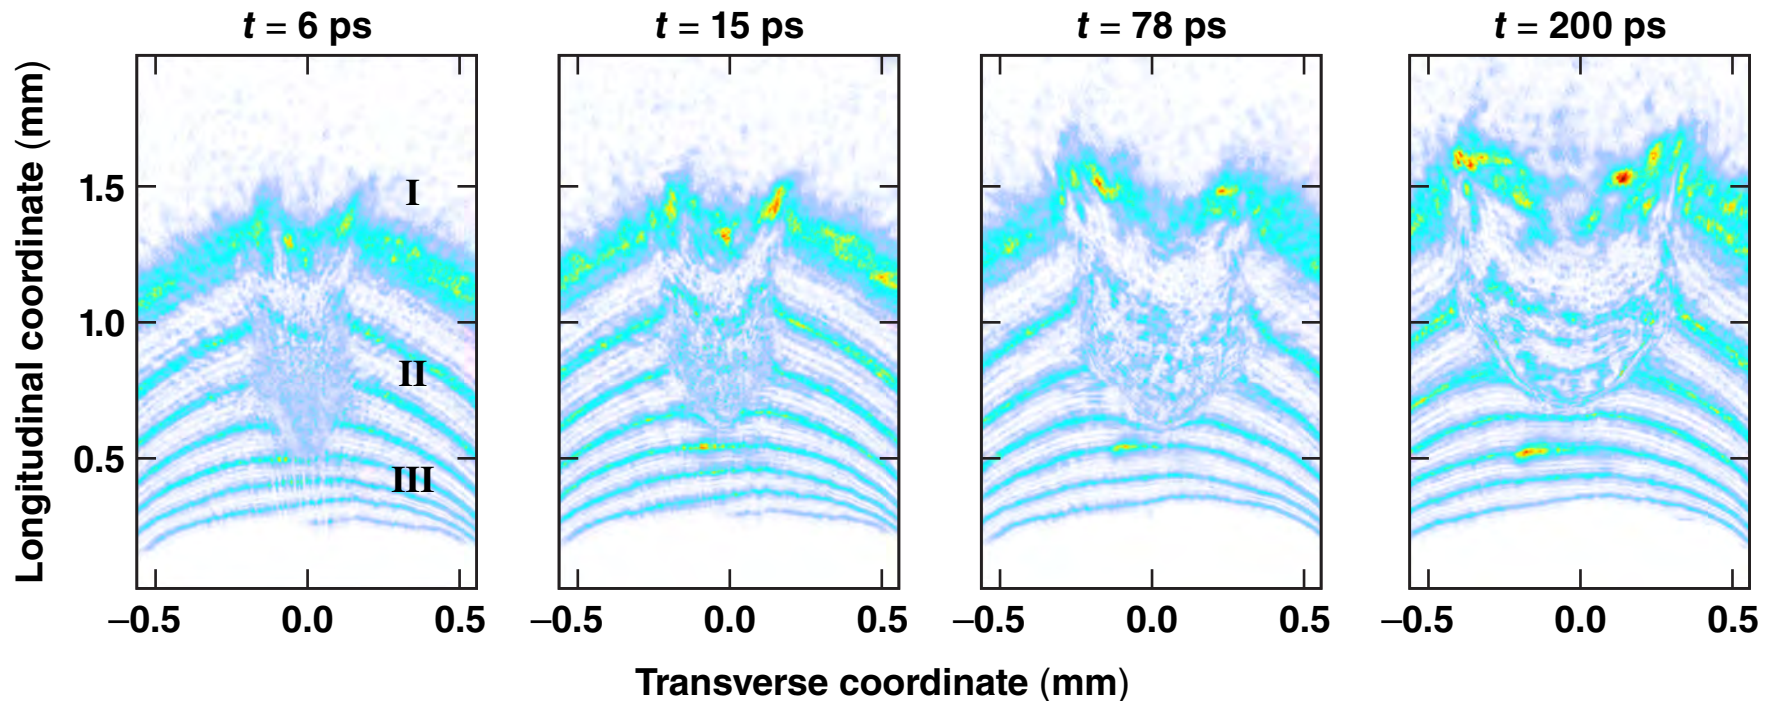 t = 6 ps
t = 15 ps
t = 78 ps
t = 200 ps
Longitudinal coordinate (mm)
1.5
1.0
0.5
I
II
III
–0.5 0.0 0.5
–0.5 0.0 0.5
–0.5 0.0 0.5
–0.5 0.0 0.5
Transverse coordinate (mm)